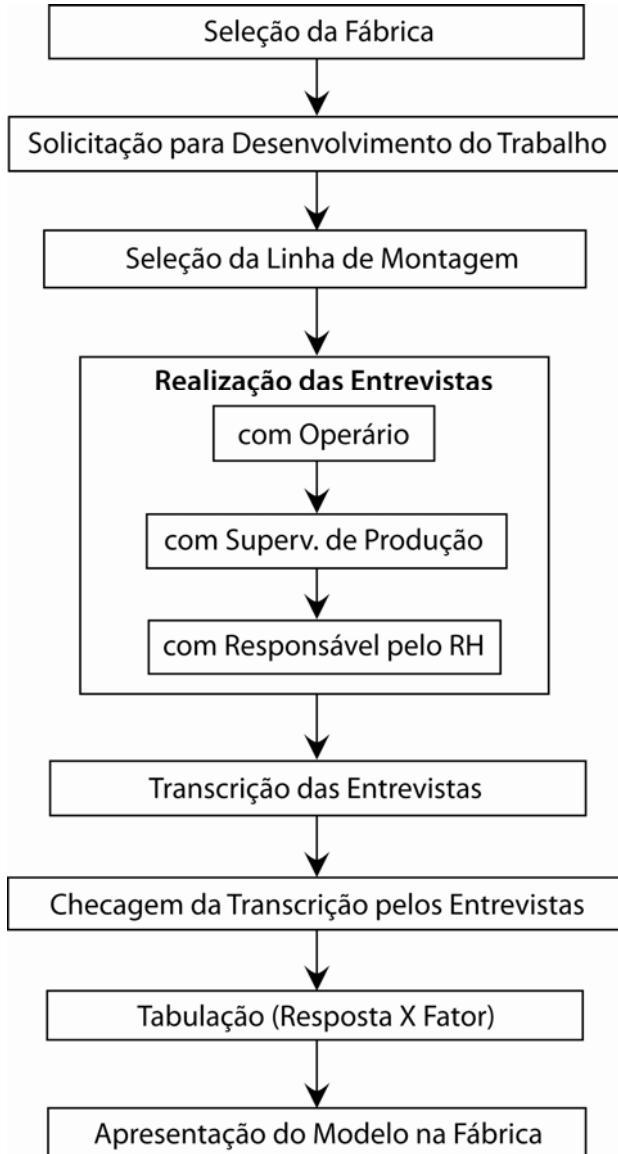 Seleção da Fábrica
Solicitação para Desenvolvimento do Trabalho
Seleção da Linha de Montagem
Realização das Entrevistas
com Operário
com Superv. de Produção
com Responsável pelo RH
Transcrição das Entrevistas
Checagem da Transcrição pelos Entrevistas
Tabulação (Resposta X Fator)
Apresentação do Modelo na Fábrica